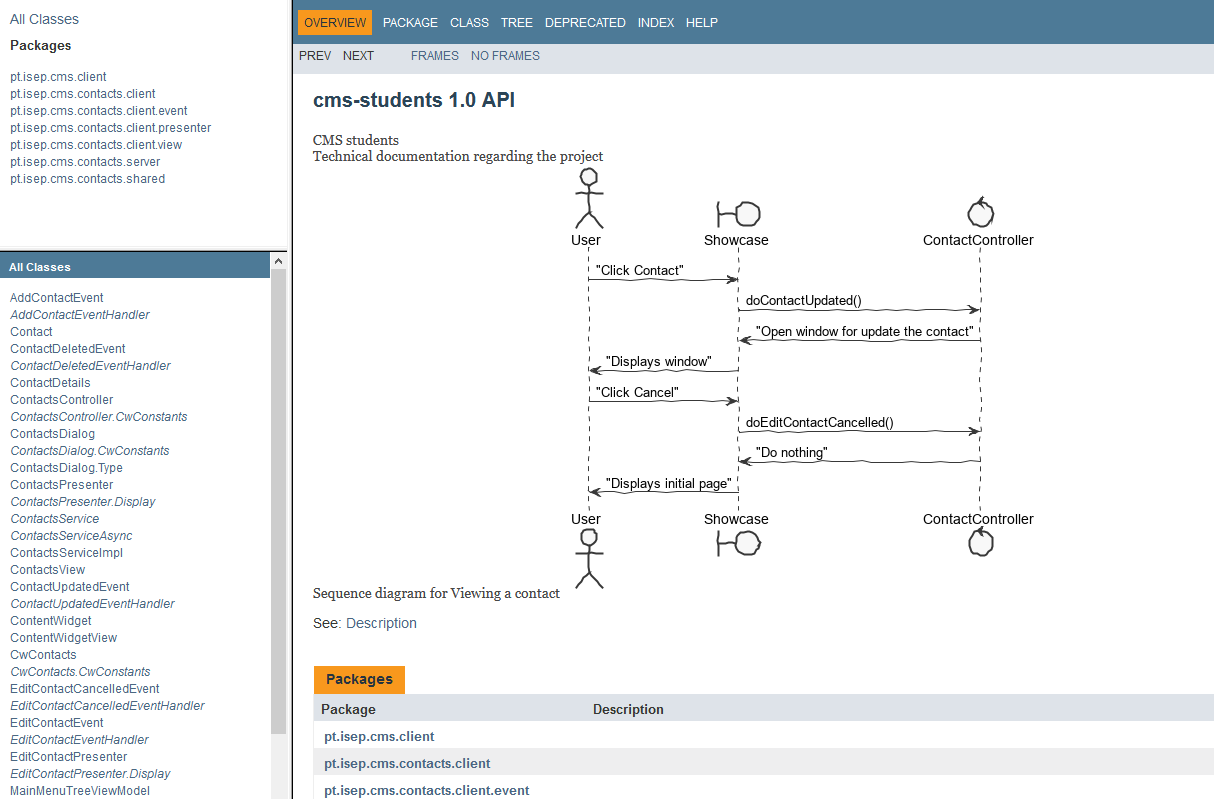 All Classes
Packages
pt.isep.cms.client
pt.isep.cms.contacts.client
pt.isep.cms.contacts.client.event
pt.isep.cms.contacts.client.presenter
pt.isep.cms.contacts.client.view
pt.isep.cms.contacts.server
pt.isep.cms.contacts.shared
All Classes
AddContactEvent
AddContactEventHandler
Contact
ContactDeletedEvent
ContactDeletedEventHandler
ContactDetails
ContactsController
ContactsController.CwConstants
ContactsDialog
ContactsDialog.CwConstants
ContactsDialog.Type
ContactsPresenter
ContactsPresenter.Display
ContactsService
ContactsServiceAsync
ContactsServiceImpl
ContactsView
ContactUpdatedEvent
ContactUpdatedEventHandler
ContentWidget
ContentWidgetView
CwContacts
CwContacts.CwConstants
EditContactCancelledEvent
EditContactCancelledEventHandler
EditContactEvent
EditContactEventHandler
EditContactPresenter
EditContactPresenter.Display
MainMenuTreeViewModel
OVERVIEW PACKAGE CLASS TREE DEPRECATED INDEX HELP
PREV NEXT FRAMES NO FRAMES
cms-students 1.0 API
CMS students
Technical documentation regarding the project
User Showcase ContactController
"Click Contact"
doContactUpdated()
"Open window for update the contact"
"Displays window"
"Click Cancel"
doEditContactCancelled()
"Do nothing"
"Displays initial page"
User Showcase ContactController
Sequence diagram for Viewing a contact
See: Description
Packages
Package Description
pt.isep.cms.client
pt.isep.cms.contacts.client
pt.isep.cms.contacts.client.event